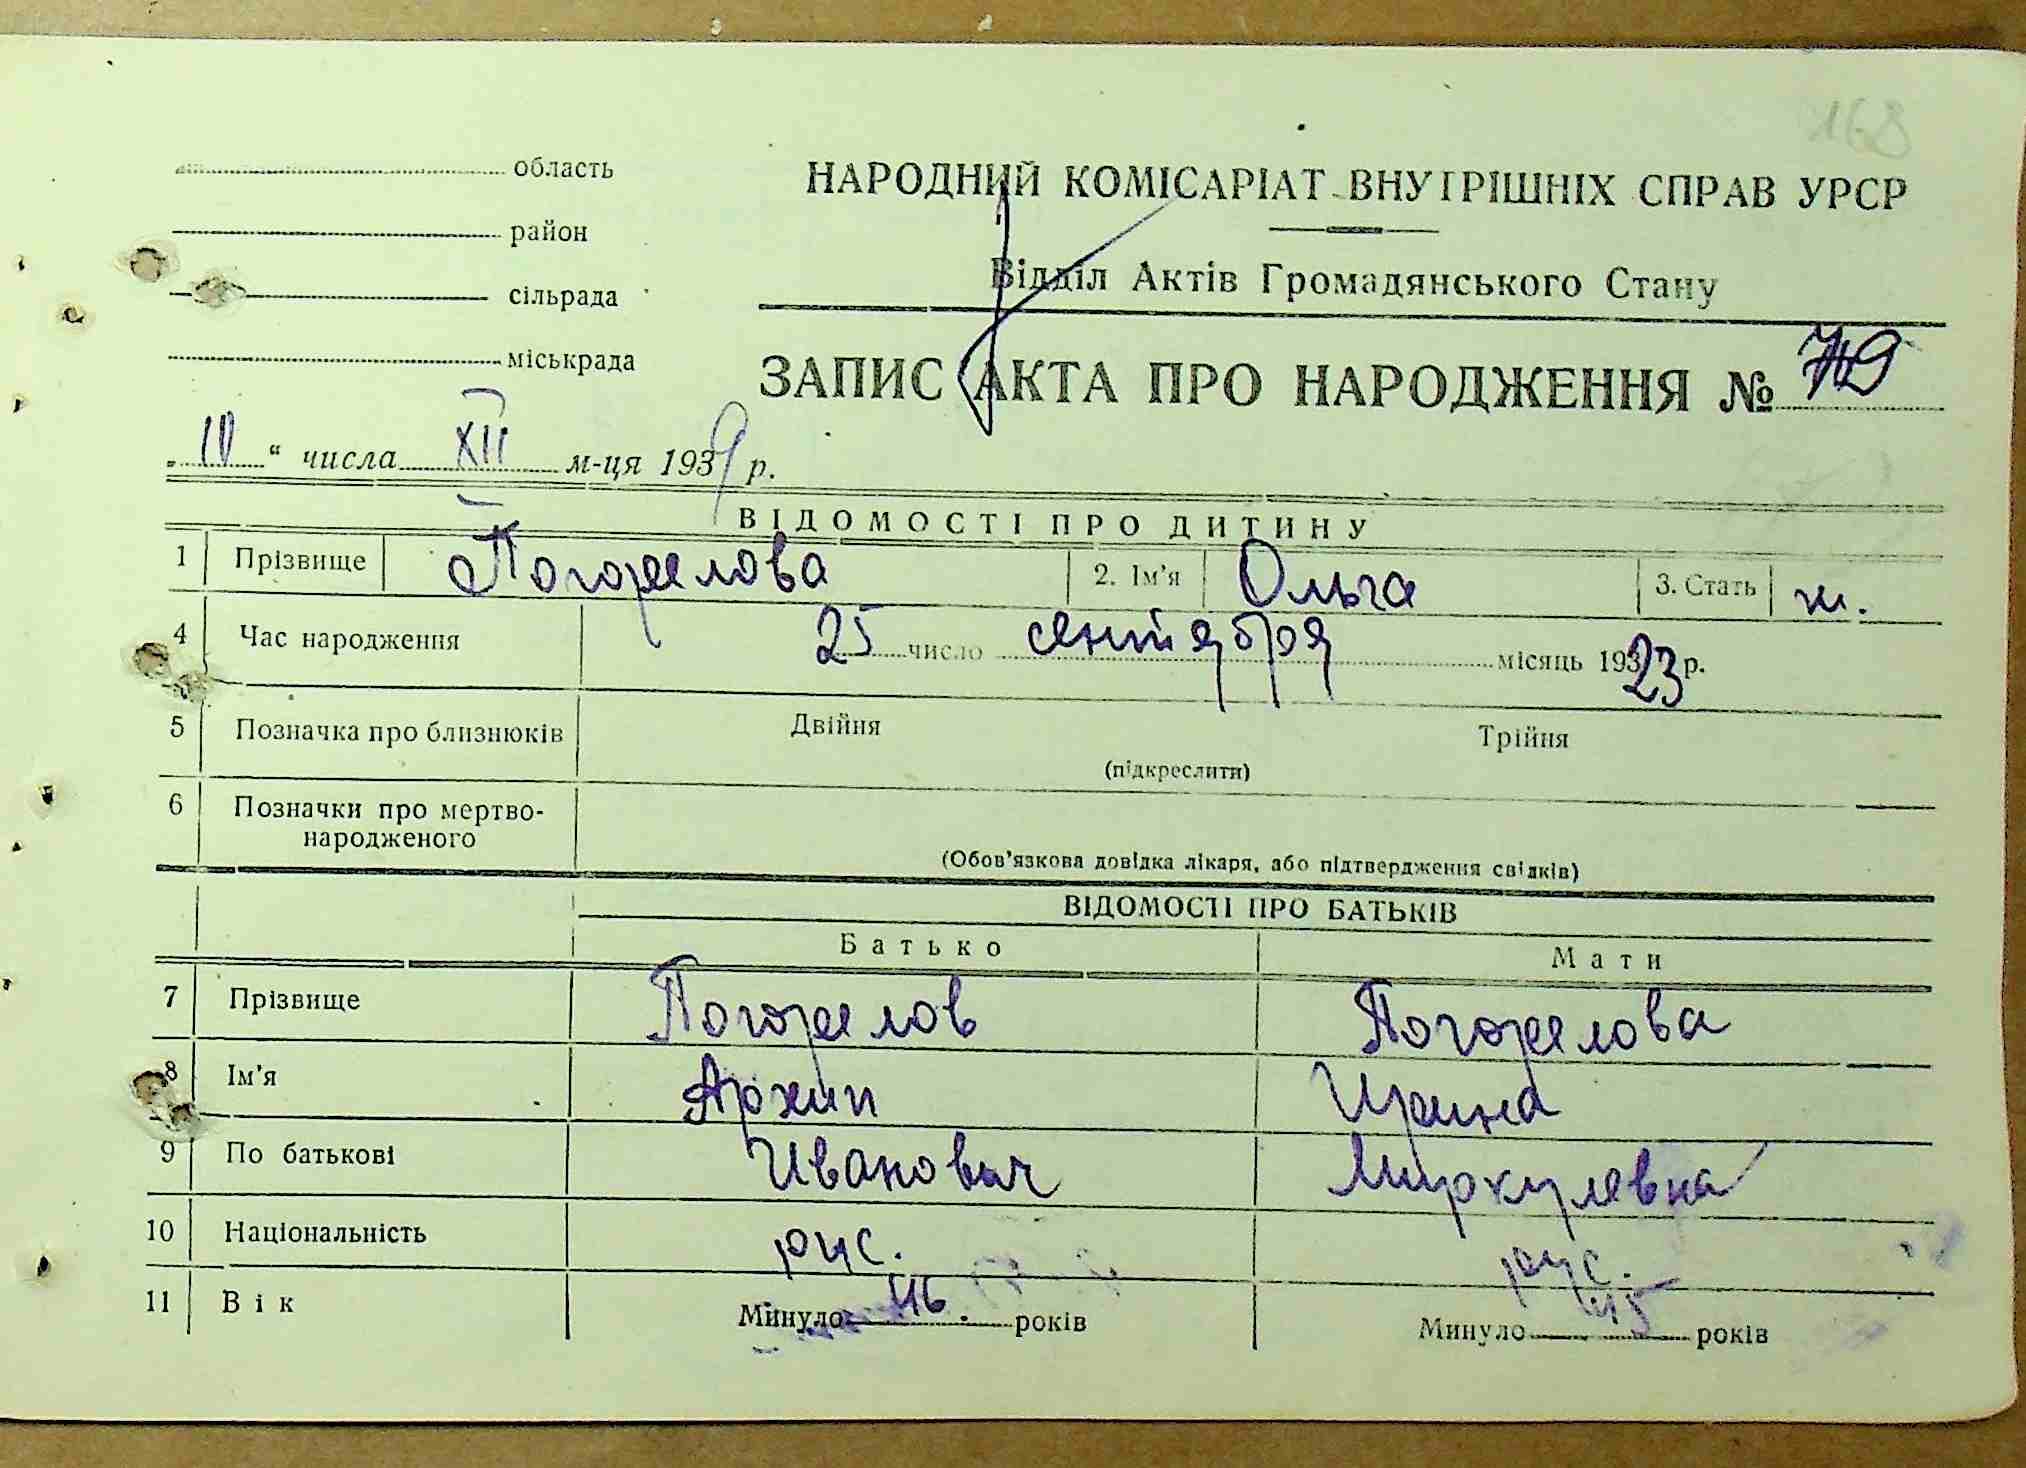 168
область
НАРОДНИЙ КОМІСАРІАТ ВНУТРІШНІХ СПРАВ УРСР
район
Відділ Актів Громадянського Стану
сільрада
міськрада
ЗАПИС АКТА ПРО НАРОДЖЕННЯ №
„10“ числа XII м-ця 1939 р.
ВІДОМОСТІ ПРО ДИТИНУ
1 Прізвище Погорелова 2. Ім’я Ольга 3. Стать ж.
4 Час народження 25 число сентября місяць 1923 р.
5 Позначка про близнюків Двійня Трійня
(підкреслити)
6 Позначки про мертво-
народженого
(Обов’язкова довідка лікаря, або підтвердження свідків)
ВІДОМОСТІ ПРО БАТЬКІВ
Батько Мати
7 Прізвище Погорелов Погорелова
8 Ім’я Архип Ирина
9 По батькові Иванович Миркулевна
10 Національність рус. рус.
11 Вік Минуло 46. років Минуло 45 років